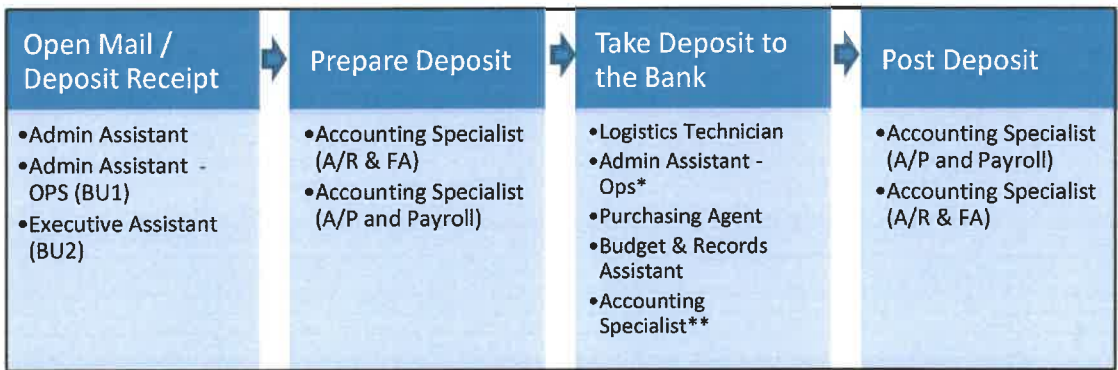 Open Mail /
Deposit Receipt
•Admin Assistant
•Admin Assistant -
OPS (BU1)
•Executive Assistant
(BU2)
Prepare Deposit
•Accounting Specialist
(A/R & FA)
•Accounting Specialist
(A/P and Payroll)
Take Deposit to
the Bank
•Logistics Technician
•Admin Assistant -
Ops*
•Purchasing Agent
•Budget & Records
Assistant
•Accounting
Specialist**
Post Deposit
•Accounting Specialist
(A/P and Payroll)
•Accounting Specialist
(A/R & FA)